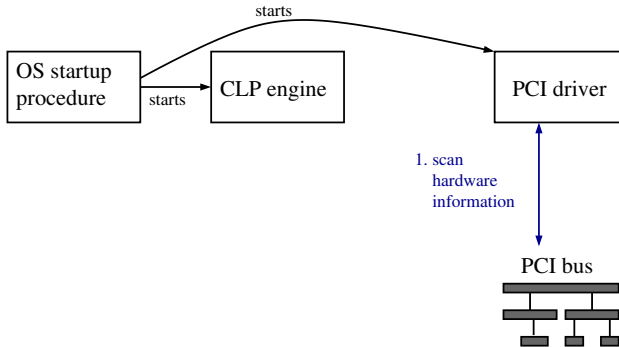 starts
OS startup
procedure
starts
CLP engine
PCI driver
1. scan
hardware
information
PCI bus